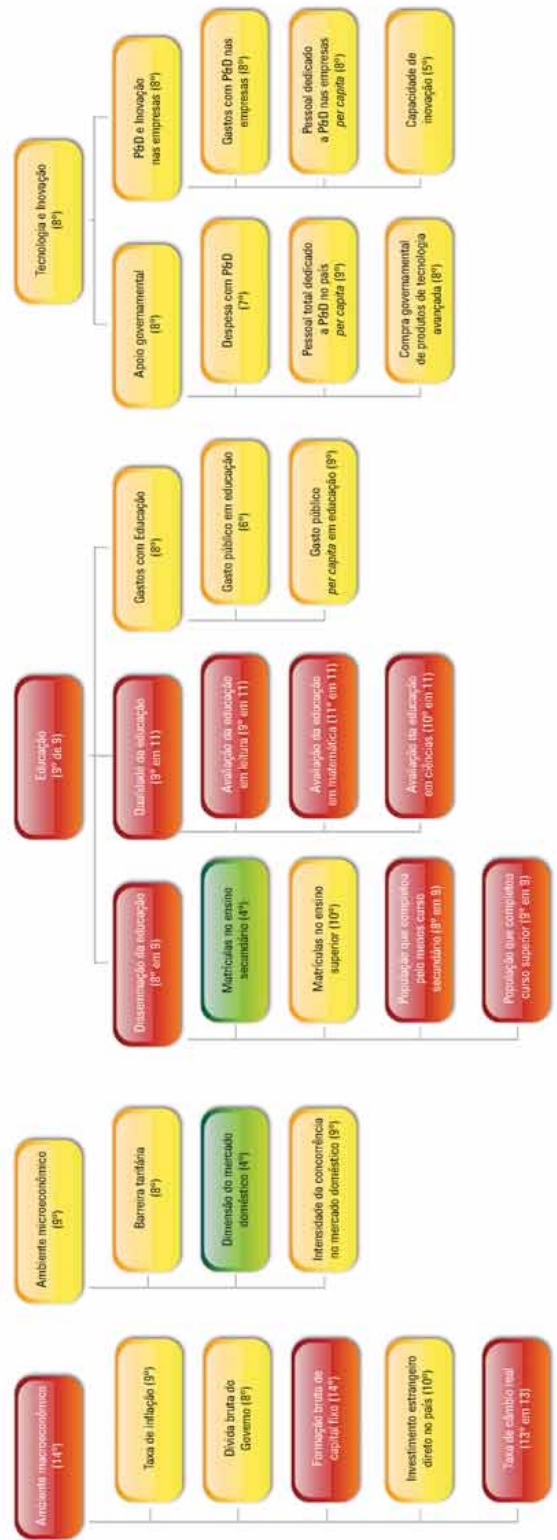 Ambiente macroeconômico
(14º)
Taxa de inflação (9º)
Dívida bruta do
Governo (8º)
Formação bruta de
capital fixo (14º)
Investimento estrangeiro
direto no país (10º)
Taxa de câmbio real
(13º em 13)
Ambiente microeconômico
(9º)
Barreira tarifária
(8º)
Dimensão do mercado
doméstico (4º)
Intensidade da concorrência
no mercado doméstico (9º)
Educação
(9º de 9)
Disseminação da educação
(8º em 9)
Matrículas no ensino
secundário (4º)
Matrículas no ensino
superior (10º)
População que completou
pelo menos curso
secundário (8º em 9)
População que completou
curso superior (9º em 9)
Qualidade da educação
(9º em 11)
Avaliação da educação
em leitura (9º em 11)
Avaliação da educação
em matemática (11º em 11)
Avaliação da educação
em ciências (10º em 11)
Gastos com Educação
(8º)
Gasto público em educação
(6º)
Gasto público
per capita em educação (9º)
Tecnologia e Inovação
(8º)
Apoio governamental
(8º)
Despesa com P&D
(7º)
Pessoal total dedicado
a P&D no país
per capita (9º)
Compra governamental
de produtos de tecnologia
avançada (8º)
P&D e Inovação
nas empresas (8º)
Gastos com P&D nas
empresas (8º)
Pessoal dedicado
a P&D nas empresas
per capita (8º)
Capacidade de
inovação (5º)